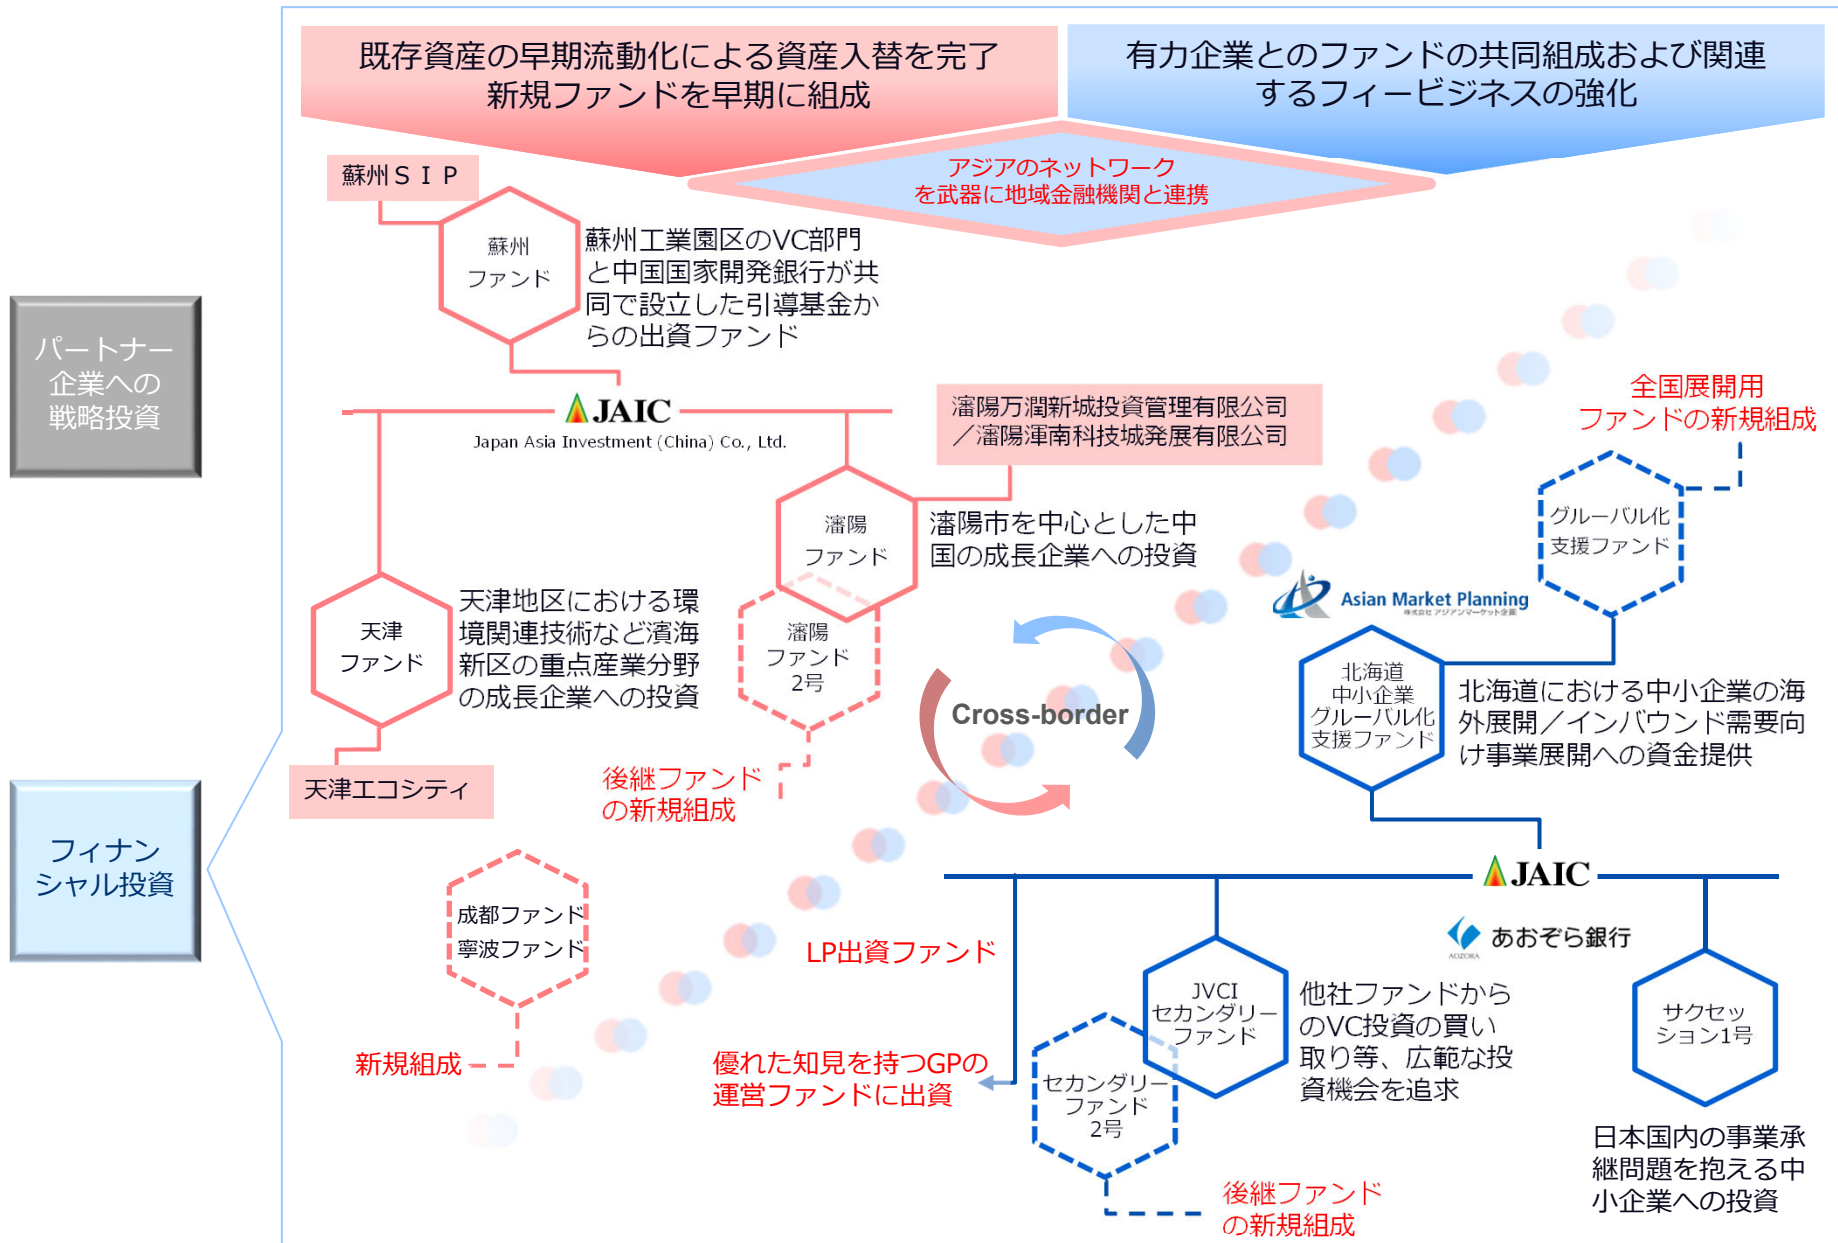 既存資産の早期流動化による資産入替を完了
新規ファンドを早期に組成
有力企業とのファンドの共同組成および関連
するフィービジネスの強化
アジアのネットワーク
を武器に地域金融機関と連携
パートナー
企業への
戦略投資
フィナン
シャル投資
蘇州ＳＩＰ
蘇州
ファンド
蘇州工業園区のVC部門
と中国国家開発銀行が共
同で設立した引導基金か
らの出資ファンド
JAIC
Japan Asia Investment (China) Co., Ltd.
瀋陽万潤新城投資管理有限公司
／瀋陽渾南科技城発展有限公司
瀋陽
ファンド
瀋陽市を中心とした中
国の成長企業への投資
天津
ファンド
天津地区における環
境関連技術など濱海
新区の重点産業分野
の成長企業への投資
天津エコシティ
瀋陽
ファンド
2号
後継ファンド
の新規組成
成都ファンド
寧波ファンド
新規組成
Cross-border
全国展開用
ファンドの新規組成
グルーバル化
支援ファンド
Asian Market Planning
株式会社 アジアンマーケット企画
北海道
中小企業
グルーバル化
支援ファンド
北海道における中小企業の海
外展開／インバウンド需要向
け事業展開への資金提供
JAIC
あおぞら銀行
AOZORA
LP出資ファンド
優れた知見を持つGPの
運営ファンドに出資
JVCI
セカンダリー
ファンド
他社ファンドから
のVC投資の買い
取り等、広範な投
資機会を追求
セカンダリー
ファンド
2号
後継ファンド
の新規組成
サクセッ
ション1号
日本国内の事業承
継問題を抱える中
小企業への投資